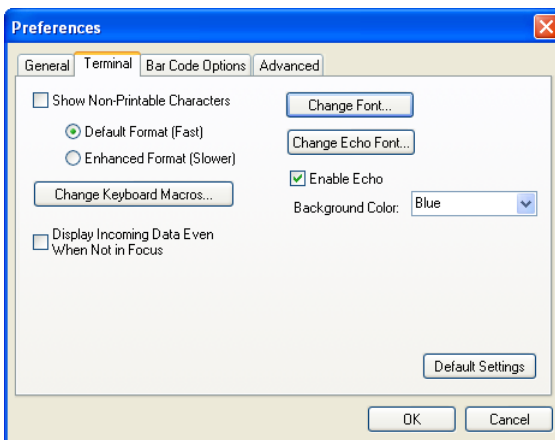 Preferences
General Terminal Bar Code Options Advanced
Show Non-Printable Characters
Default Format (Fast)
Enhanced Format (Slower)
Change Keyboard Macros...
Display Incoming Data Even
When Not in Focus
Change Font...
Change Echo Font...
Enable Echo
Background Color: Blue
Default Settings
OK Cancel